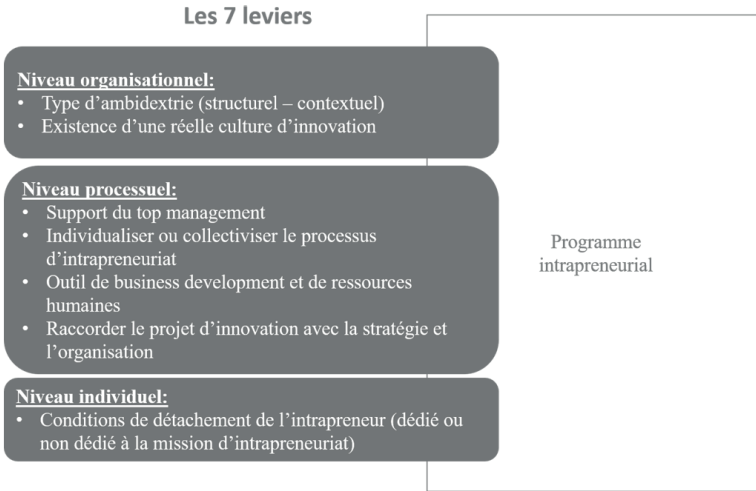 Les 7 leviers
Niveau organisationnel:
• Type d’ambidextrie (structurel – contextuel)
• Existence d’une réelle culture d’innovation
Niveau processuel:
• Support du top management
• Individualiser ou collectiviser le processus
d’intrapreneuriat
• Outil de business development et de ressources
humaines
• Raccorder le projet d’innovation avec la stratégie et
l’organisation
Niveau individuel:
• Conditions de détachement de l’intrapreneur (dédié ou
non dédié à la mission d’intrapreneuriat)
Programme
intrapreneurial